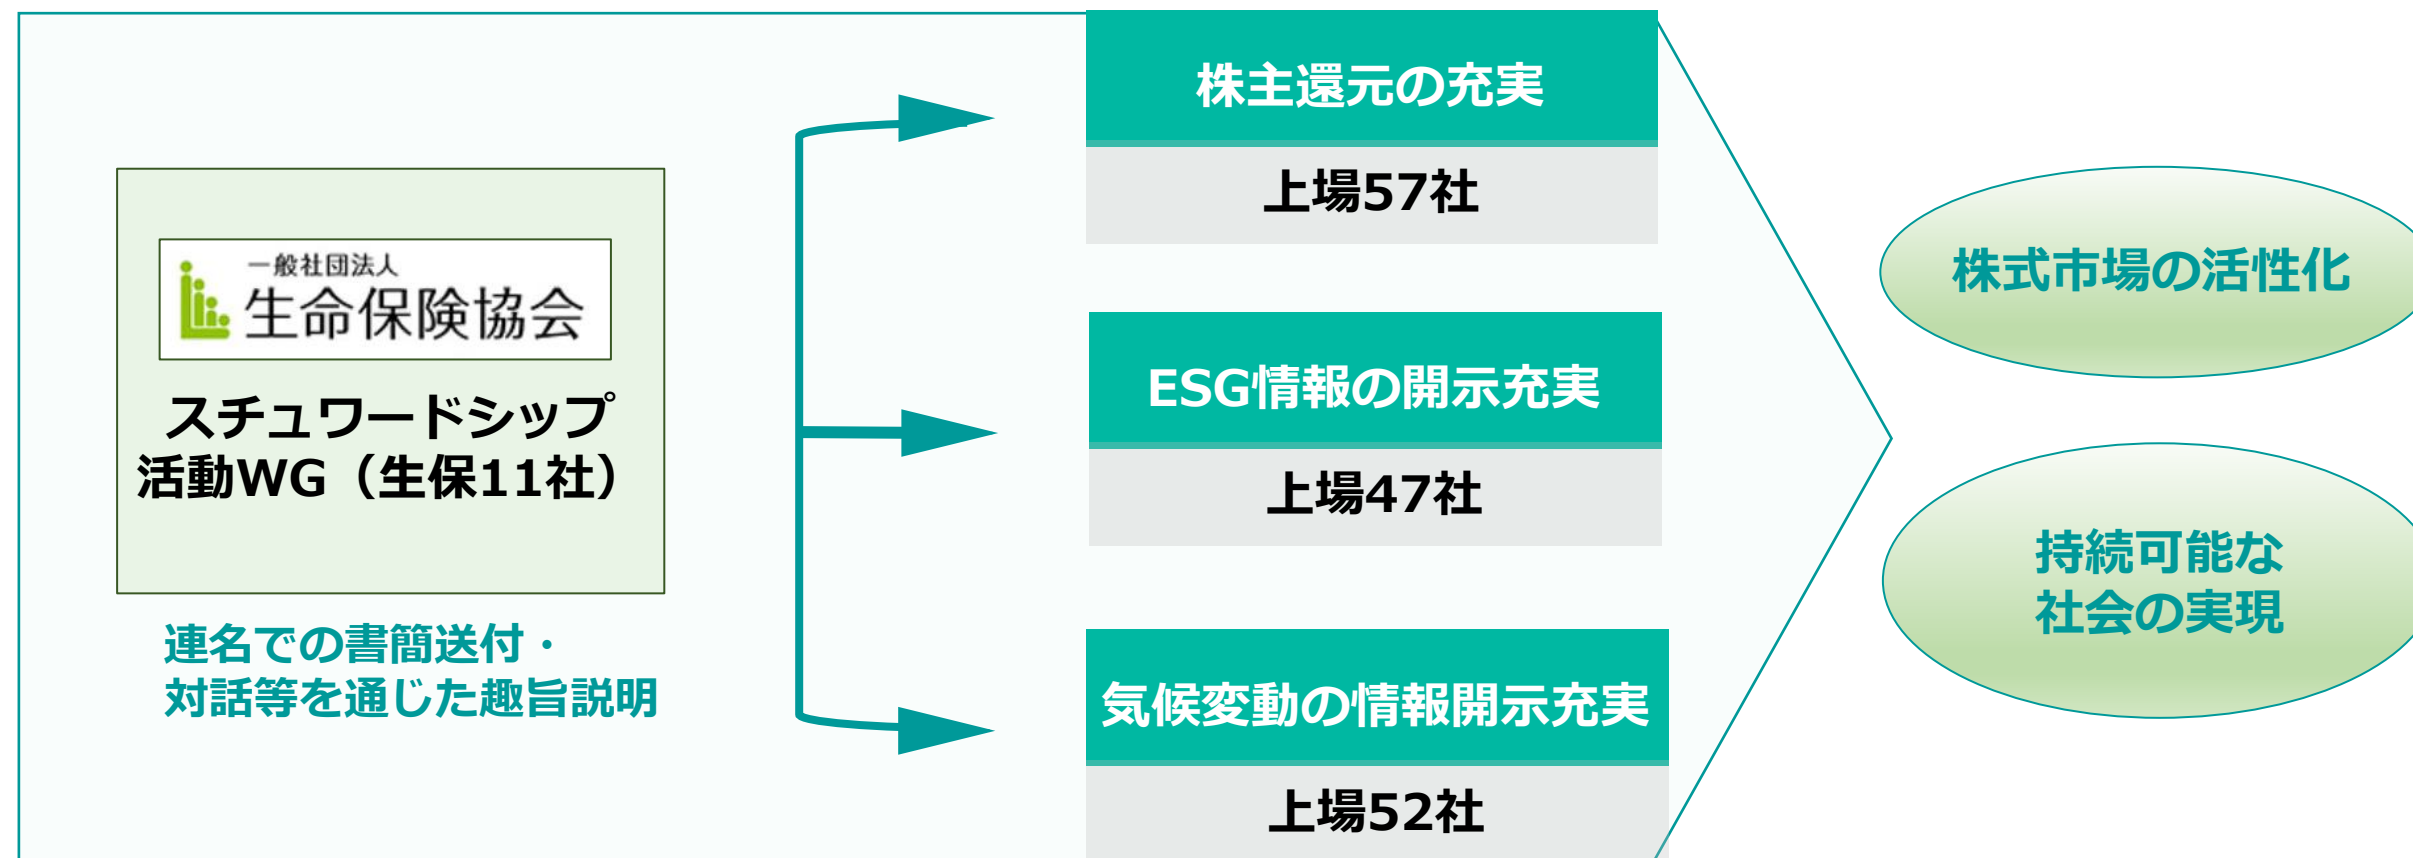 一般社団法人
生命保険協会
スチュワードシップ
活動WG（生保11社）
連名での書簡送付・
対話等を通じた趣旨説明
株主還元の充実
上場57社
ESG情報の開示充実
上場47社
気候変動の情報開示充実
上場52社
株式市場の活性化
持続可能な
社会の実現